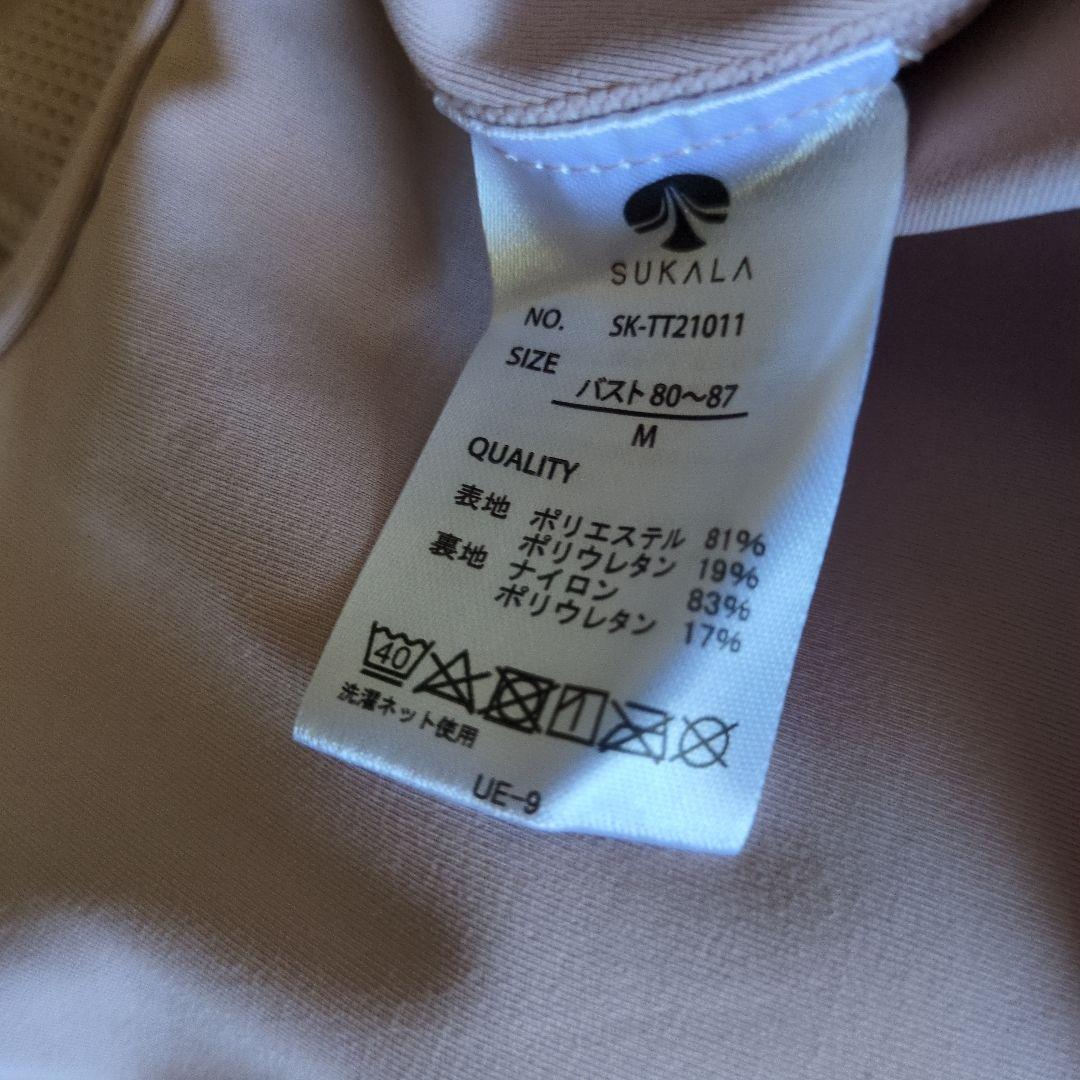 SUKALA
NO. SK-TT21011
SIZE
バスト 80～87
M
QUALITY
表地 ポリエステル 81%
ポリウレタン 19%
裏地 ナイロン 83%
ポリウレタン 17%
40
洗濯ネット使用
UE-9